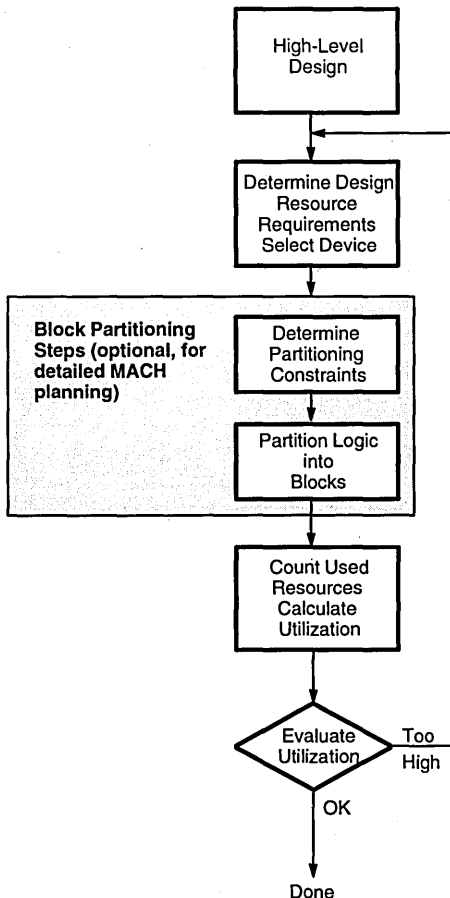 High-Level
Design
Determine Design
Resource
Requirements
Select Device
Block Partitioning
Steps (optional, for
detailed MACH
planning)
Determine
Partitioning
Constraints
Partition Logic
into
Blocks
Count Used
Resources
Calculate
Utilization
Evaluate
Utilization
Too
High
OK
Done